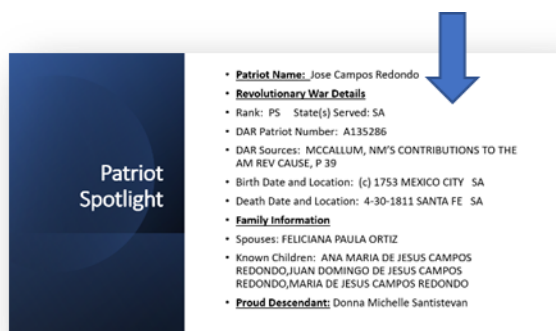 Patriot
Spotlight
• Patriot Name: Jose Campos Redondo
• Revolutionary War Details
• Rank: PS State(s) Served: SA
• DAR Patriot Number: A135286
• DAR Sources: MCCALLUM, NM'S CONTRIBUTIONS TO THE
AM REV CAUSE, P 39
• Birth Date and Location: (c) 1753 MEXICO CITY SA
• Death Date and Location: 4-30-1811 SANTA FE SA
• Family Information
• Spouses: FELICIANA PAULA ORTIZ
• Known Children: ANA MARIA DE JESUS CAMPOS
REDONDO,JUAN DOMINGO DE JESUS CAMPOS
REDONDO,MARIA DE JESUS CAMPOS REDONDO
• Proud Descendant: Donna Michelle Santistevan